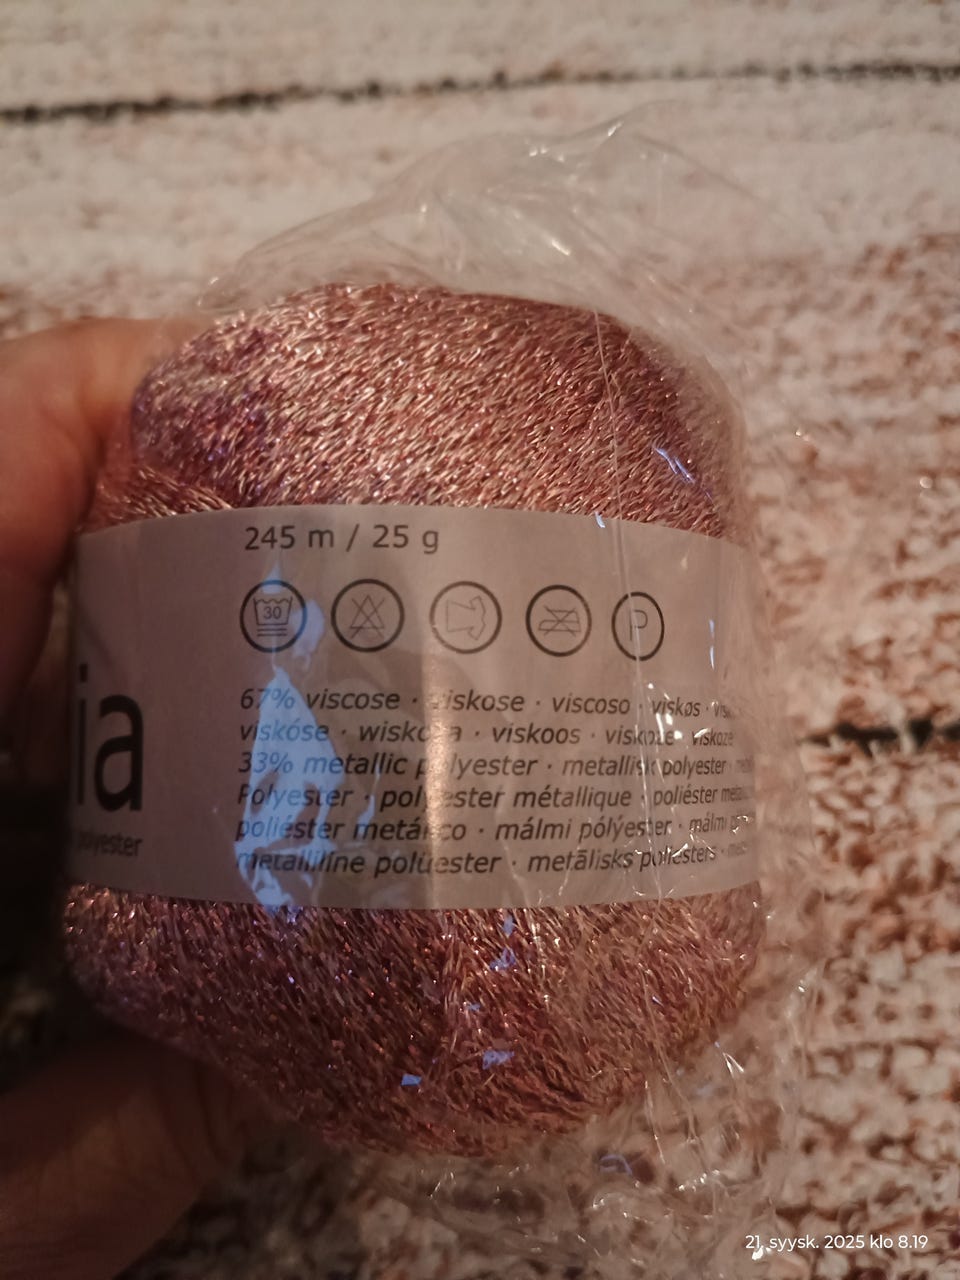 245 m / 25 g
30
P
67% viscose · viskose · viscoso · viskøs
viskóse · wiskoza · viskoos · viskoze · viskoze
33% metallic polyester · metallisk polyester
Polyester · polyester métallique · poliéster
poliéster metálico · málmi pólýester · málmi
metalliline polüester · metālisks poliesters
ia
polyester
21. syysk. 2025 klo 8.19